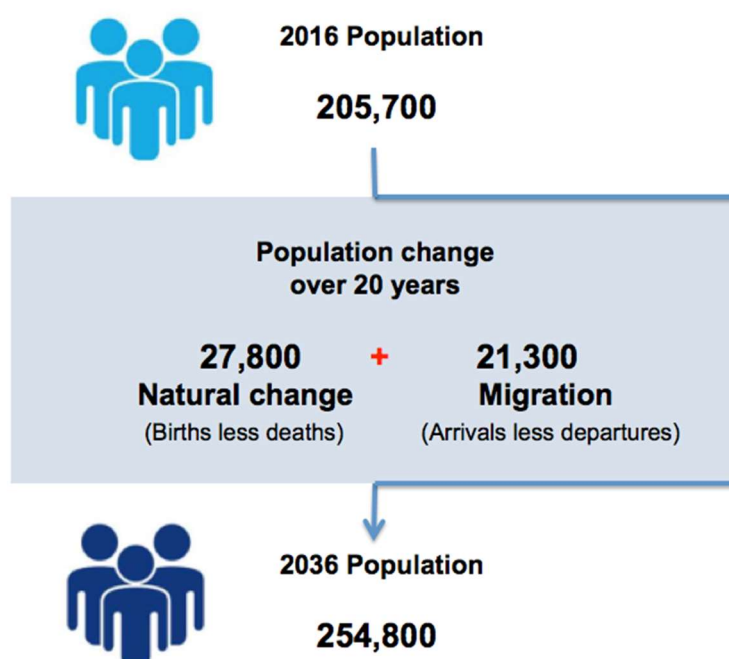 2016 Population
205,700
Population change
over 20 years
27,800 + 21,300
Natural change Migration
(Births less deaths) (Arrivals less departures)
2036 Population
254,800